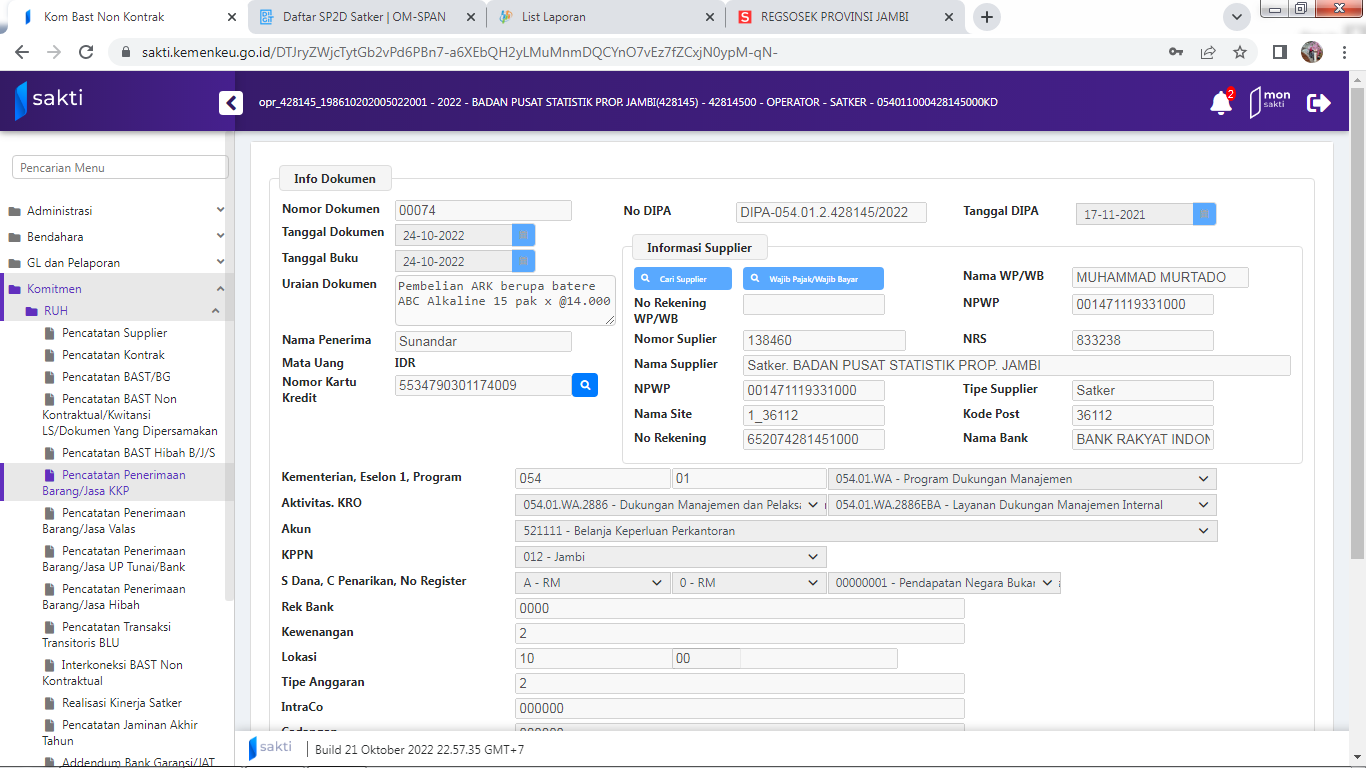 Kom Bast Non Kontrak
Daftar SP2D Satker | OM-SPAN
List Laporan
REGSOSEK PROVINSI JAMBI
sakti.kemenkeu.go.id/DTJryZWjcTytGb2vPd6PBn7-a6XEbQH2yLMuMnmDQCYnO7vEz7fZCxjN0ypM-qN-
sakti
opr_428145_198610202005022001 - 2022 - BADAN PUSAT STATISTIK PROP. JAMBI(428145) - 42814500 - OPERATOR - SATKER - 054011000428145000KD
2
mon
sakti
Pencarian Menu
Administrasi
Bendahara
GL dan Pelaporan
Komitmen
RUH
Pencatatan Supplier
Pencatatan Kontrak
Pencatatan BAST/BG
Pencatatan BAST Non
Kontraktual/Kwitansi
LS/Dokumen Yang Dipersamakan
Pencatatan BAST Hibah B/J/S
Pencatatan Penerimaan
Barang/Jasa KKP
Pencatatan Penerimaan
Barang/Jasa Valas
Pencatatan Penerimaan
Barang/Jasa UP Tunai/Bank
Pencatatan Penerimaan
Barang/Jasa Hibah
Pencatatan Transaksi
Transitoris BLU
Interkoneksi BAST Non
Kontraktual
Realisasi Kinerja Satker
Pencatatan Jaminan Akhir
Tahun
Addendum Bank Garansi/JAT
Info Dokumen
Nomor Dokumen 00074
Tanggal Dokumen 24-10-2022
Tanggal Buku 24-10-2022
Uraian Dokumen Pembelian ARK berupa batere
ABC Alkaline 15 pak x @14.000
Nama Penerima Sunandar
Mata Uang IDR
Nomor Kartu
Kredit 5534790301174009
No DIPA DIPA-054.01.2.428145/2022
Tanggal DIPA 17-11-2021
Informasi Supplier
Cari Supplier
Wajib Pajak/Wajib Bayar
Nama WP/WB MUHAMMAD MURTADO
No Rekening
WP/WB
NPWP 001471119331000
Nomor Suplier 138460
NRS 833238
Nama Supplier Satker. BADAN PUSAT STATISTIK PROP. JAMBI
NPWP 001471119331000
Tipe Supplier Satker
Nama Site 1_36112
Kode Post 36112
No Rekening 652074281451000
Nama Bank BANK RAKYAT INDON
Kementerian, Eselon 1, Program 054 01 054.01.WA - Program Dukungan Manajemen
Aktivitas. KRO 054.01.WA.2886 - Dukungan Manajemen dan Pelaksa 054.01.WA.2886EBA - Layanan Dukungan Manajemen Internal
Akun 521111 - Belanja Keperluan Perkantoran
KPPN 012 - Jambi
S Dana, C Penarikan, No Register A - RM 0 - RM 00000001 - Pendapatan Negara Bukan
Rek Bank 0000
Kewenangan 2
Lokasi 10 00
Tipe Anggaran 2
IntraCo 000000
Cadangan 000000
sakti
Build 21 Oktober 2022 22.57.35 GMT+7